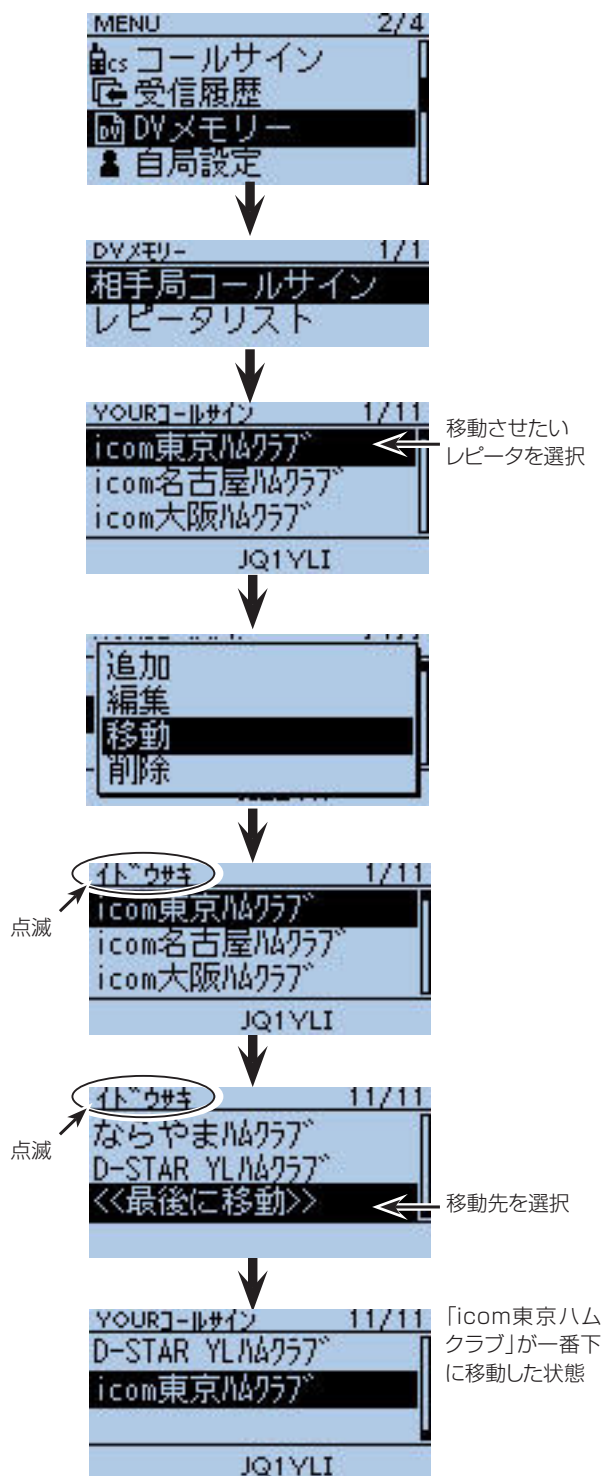 MENU 2/4
CS コールサイン
受信履歴
DV DVメモリー
自局設定
DVメモリー 1/1
相手局コールサイン
レピータリスト
YOURコールサイン 1/11
icom東京ハムクラブ
移動させたい
レピータを選択
icom名古屋ハムクラブ
icom大阪ハムクラブ
JQ1YLI
追加
編集
移動
削除
イドウサキ 1/11
点滅
icom東京ハムクラブ
icom名古屋ハムクラブ
icom大阪ハムクラブ
JQ1YLI
イドウサキ 11/11
点滅
ならやまハムクラブ
D-STAR YLハムクラブ
<<最後に移動>>
移動先を選択
YOURコールサイン 11/11
D-STAR YLハムクラブ
icom東京ハムクラブ
「icom東京ハム
クラブ」が一番下
に移動した状態
JQ1YLI